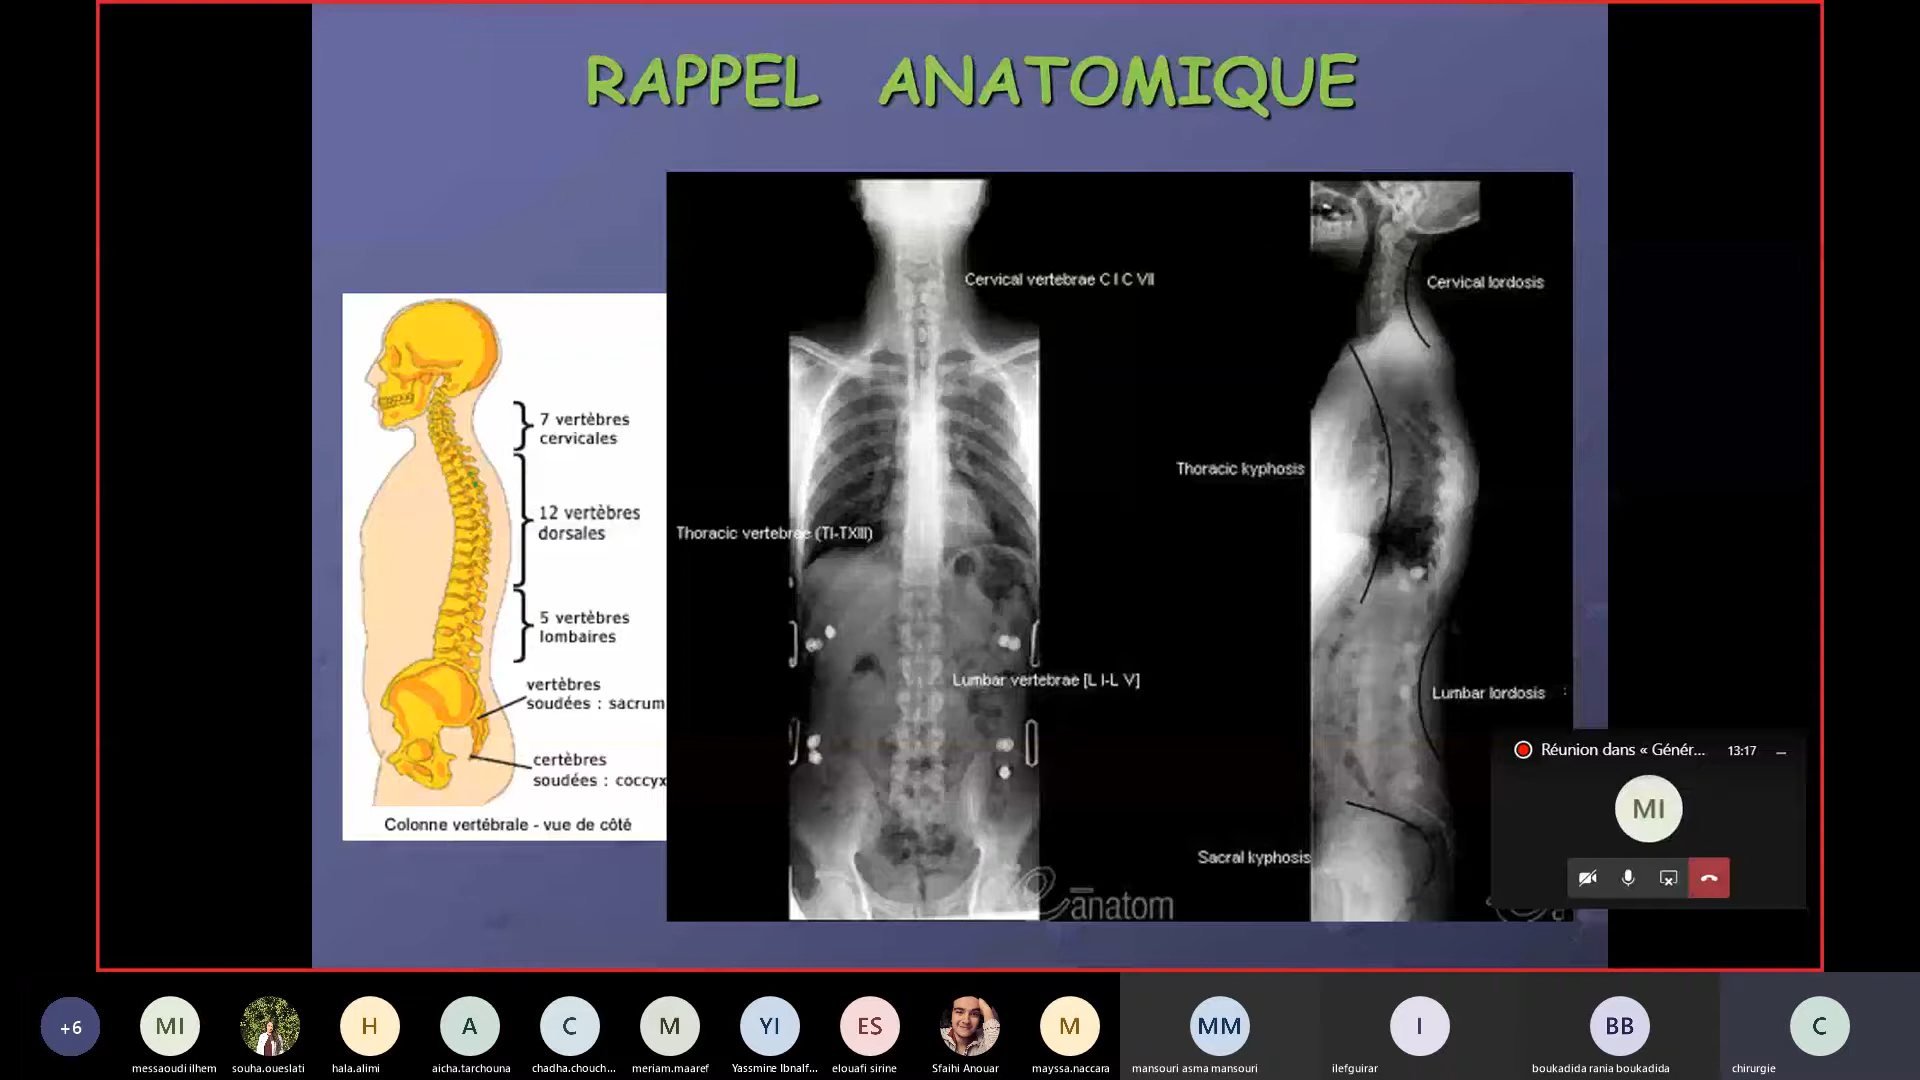 RAPPEL ANATOMIQUE
7 vertèbres
cervicales
12 vertèbres
dorsales
5 vertèbres
lombaires
vertèbres
soudées : sacrum
certèbres
soudées : coccyx
Colonne vertébrale - vue de côté
Cervical vertebrae C I C VII
Thoracic vertebrae (TI-TXIII)
Lumbar vertebrae [L I-L V]
Cervical lordosis
Thoracic kyphosis
Lumbar lordosis :
Sacral kyphosis
e-anatom
Réunion dans « Génér... 13:17
MI
+6
MI
H
A
C
M
YI
ES
M
MM
I
BB
C
messaoudi ilhem
souha.oueslati
hala.alimi
aicha.tarchouna
chadha.chouch...
meriam.maaref
Yassmine Ibnalf...
elouafi sirine
Sfaihi Anouar
mayssa.naccara
mansouri asma mansouri
ilefguirar
boukadida rania boukadida
chirurgie